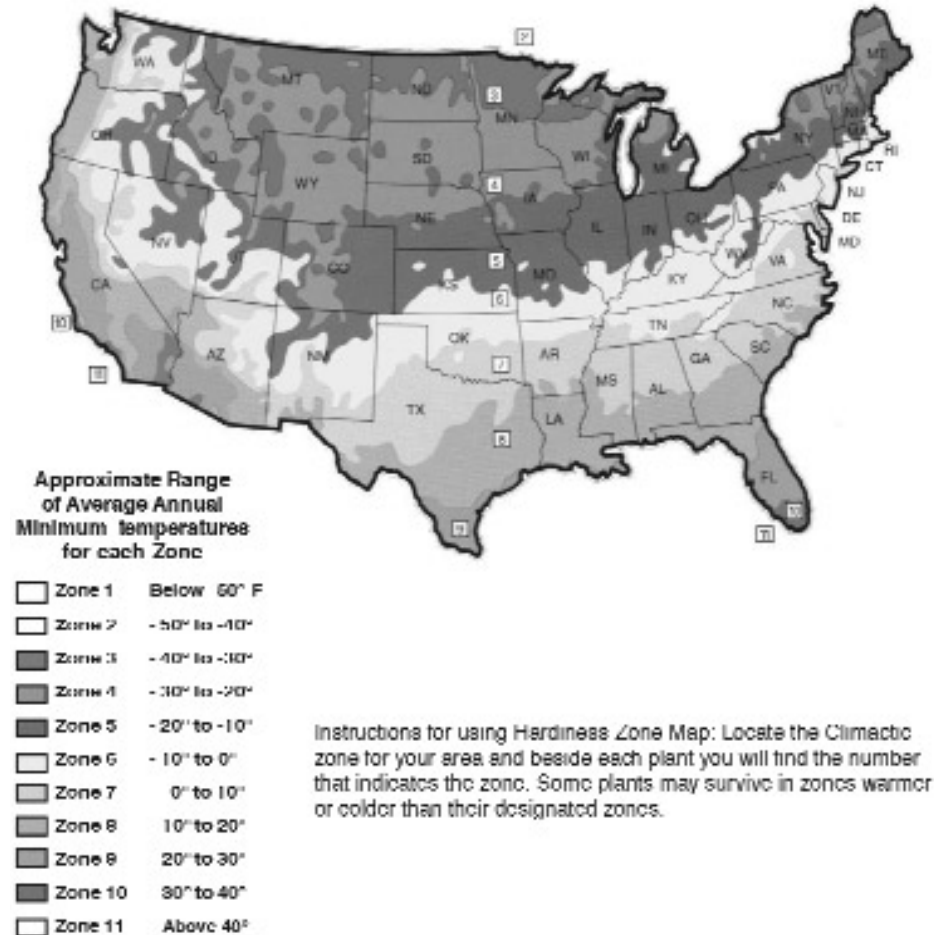 2
WA
MT
ND
3
MN
ME
VT
NH
MA
NY
RI
CT
OR
ID
WY
SD
WI
MI
4
IA
PA
NJ
DE
MD
NE
IL
IN
OH
NV
UT
CO
5
KS
MO
WV
VA
KY
6
CA
NC
TN
10
AZ
NM
OK
7
AR
SC
GA
11
MS
AL
TX
LA
8
FL
10
9
11
Approximate Range
of Average Annual
Minimum temperatures
for each Zone
Zone 1 Below 50° F
Zone 2 - 50° to -40°
Zone 3 - 40° to -30°
Zone 4 - 30° to -20°
Zone 5 - 20° to -10°
Zone 6 - 10° to 0°
Zone 7 0° to 10°
Zone 8 10° to 20°
Zone 9 20° to 30°
Zone 10 30° to 40°
Zone 11 Above 40°
Instructions for using Hardiness Zone Map: Locate the Climactic
zone for your area and beside each plant you will find the number
that indicates the zone. Some plants may survive in zones warmer
or colder than their designated zones.